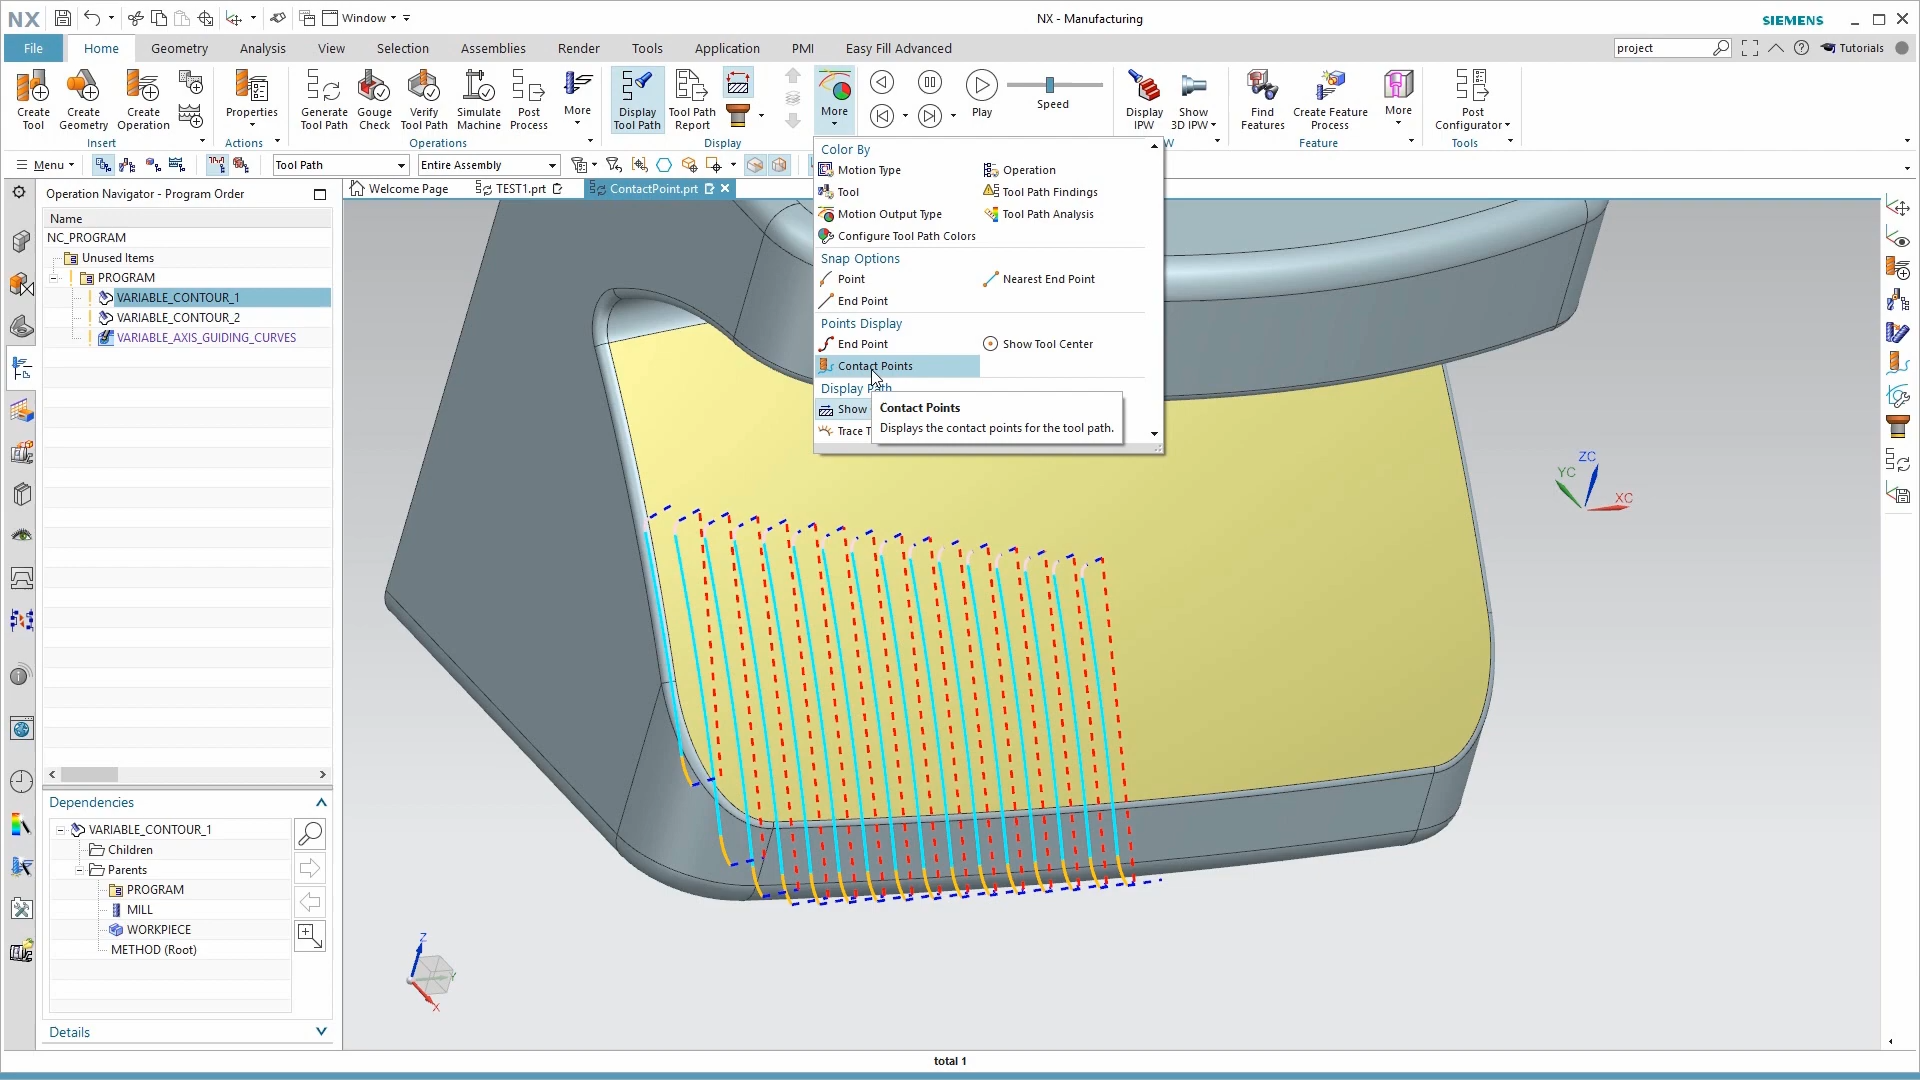 NX
Window
NX - Manufacturing
SIEMENS
File
Home
Geometry
Analysis
View
Selection
Assemblies
Render
Tools
Application
PMI
Easy Fill Advanced
project
Tutorials
Create Tool
Create Geometry
Create Operation
Properties
Generate Tool Path
Gouge Check
Verify Tool Path
Simulate Machine
Post Process
More
Display Tool Path
Tool Path Report
More
Play
Speed
Display IPW
Show 3D IPW
Find Features
Create Feature Process
More
Post Configurator
Insert
Actions
Operations
Display
W
Feature
Tools
Menu
Tool Path
Entire Assembly
Operation Navigator - Program Order
Welcome Page
TEST1.prt
ContactPoint.prt
Name
NC_PROGRAM
Unused Items
PROGRAM
VARIABLE_CONTOUR_1
VARIABLE_CONTOUR_2
VARIABLE_AXIS_GUIDING_CURVES
Color By
Motion Type
Operation
Tool
Tool Path Findings
Motion Output Type
Tool Path Analysis
Configure Tool Path Colors
Snap Options
Point
Nearest End Point
End Point
Points Display
End Point
Show Tool Center
Contact Points
Display Path
Show
Trace T
Contact Points
Displays the contact points for the tool path.
ZC
YC
XC
Z
Y
X
Dependencies
VARIABLE_CONTOUR_1
Children
Parents
PROGRAM
MILL
WORKPIECE
METHOD (Root)
Details
total 1